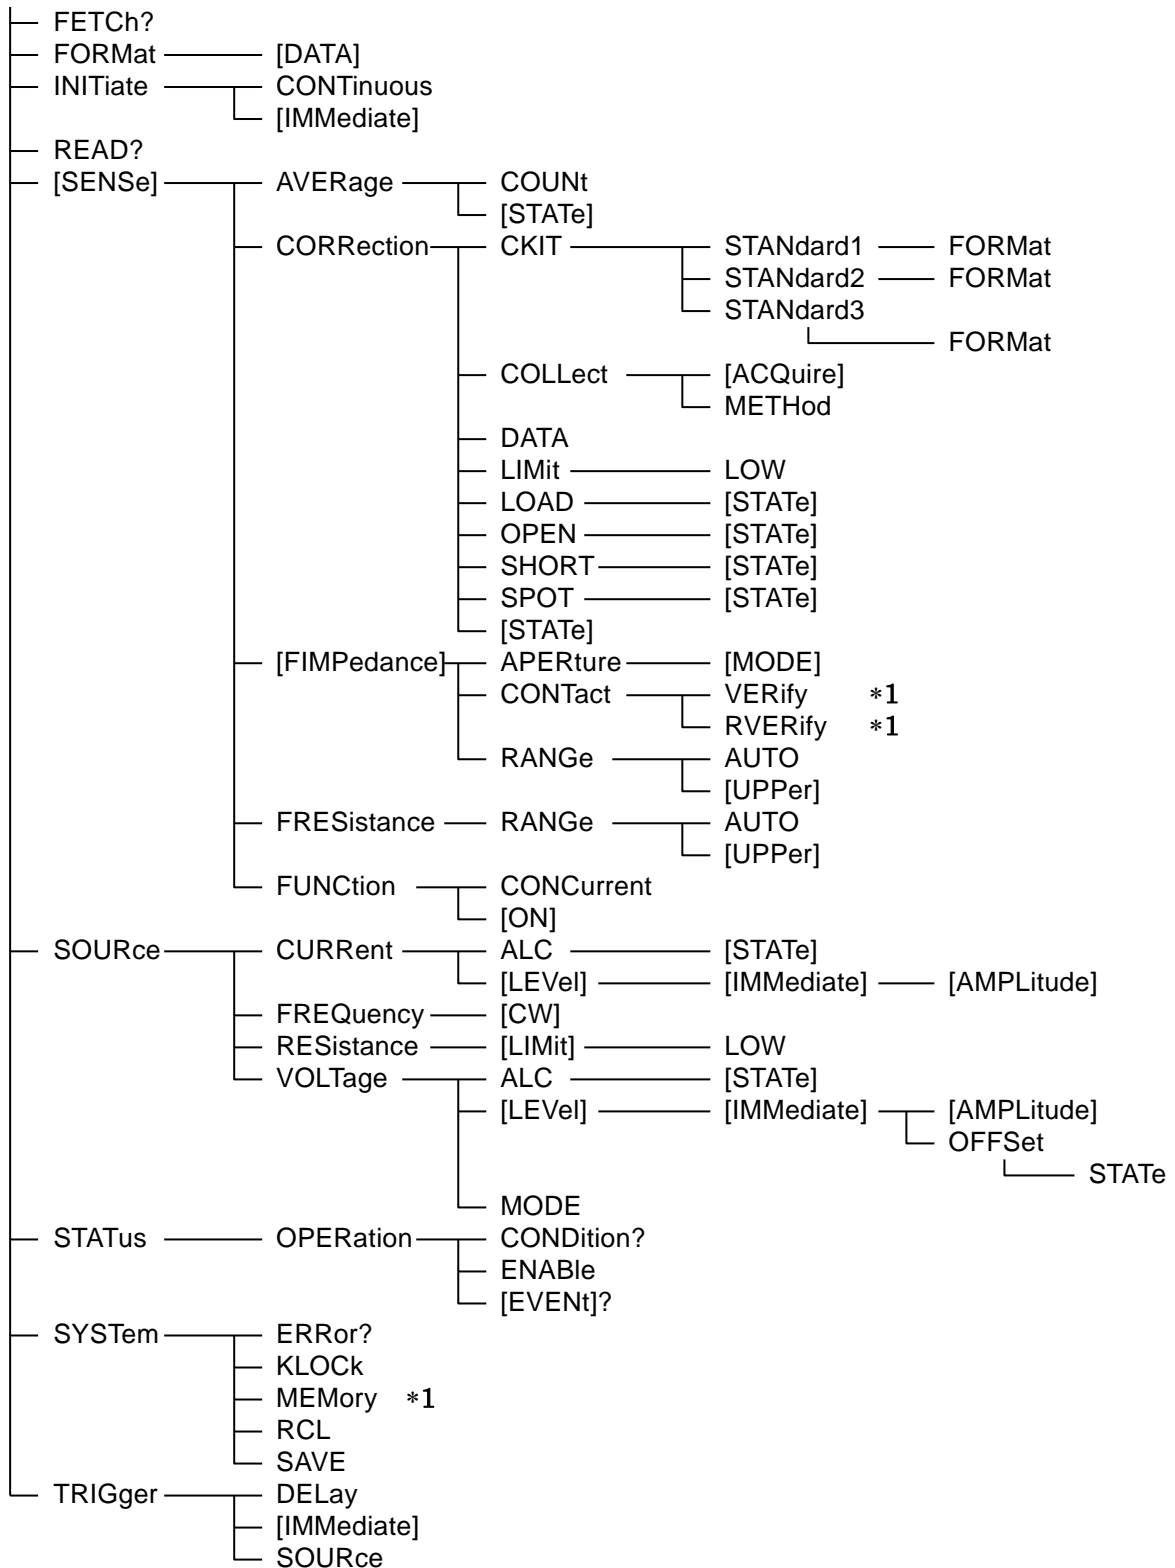 FETCh?
FORMat [DATA]
INITiate CONTinuous
[IMMediate]
READ?
[SENSe] AVERage COUNt
[STATe]
CORRection CKIT STANdard1 FORMat
STANdard2 FORMat
STANdard3
FORMat
COLLect [ACQuire]
METHod
DATA
LIMit LOW
LOAD [STATe]
OPEN [STATe]
SHORT [STATe]
SPOT [STATe]
[STATe]
[FIMPedance] APERture [MODE]
CONTact VERify *1
RVERify *1
RANGe AUTO
[UPPer]
FRESistance RANGe AUTO
[UPPer]
FUNCtion CONCurrent
[ON]
SOURce CURRent ALC [STATe]
[LEVel] [IMMediate] [AMPLitude]
FREQuency [CW]
RESistance [LIMit] LOW
VOLTage ALC [STATe]
[LEVel] [IMMediate] [AMPLitude]
OFFSet
STATe
MODE
STATus OPERation CONDition?
ENABle
[EVENt]?
SYSTem ERRor?
KLOCk
MEMory *1
RCL
SAVE
TRIGger DELay
[IMMediate]
SOURce